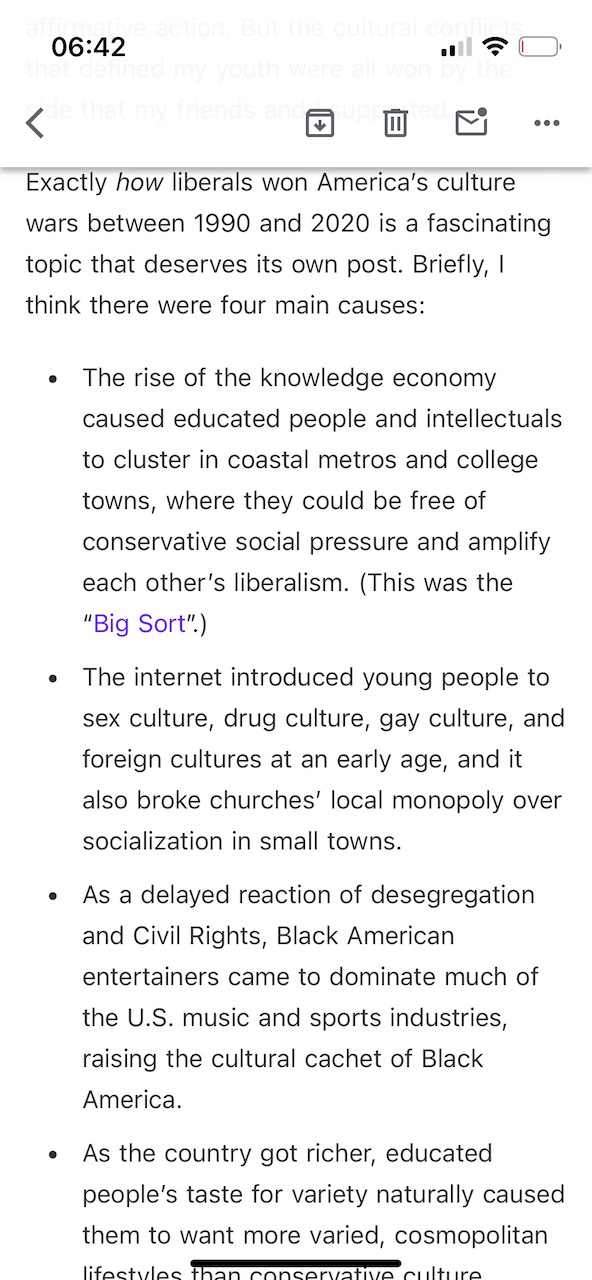 affirmative action. But the cultural conflicts
06:42
that defined my youth were all won by the
side that my friends and I supported.
Exactly how liberals won America’s culture
wars between 1990 and 2020 is a fascinating
topic that deserves its own post. Briefly, I
think there were four main causes:
• The rise of the knowledge economy
caused educated people and intellectuals
to cluster in coastal metros and college
towns, where they could be free of
conservative social pressure and amplify
each other’s liberalism. (This was the
“Big Sort”.)
• The internet introduced young people to
sex culture, drug culture, gay culture, and
foreign cultures at an early age, and it
also broke churches’ local monopoly over
socialization in small towns.
• As a delayed reaction of desegregation
and Civil Rights, Black American
entertainers came to dominate much of
the U.S. music and sports industries,
raising the cultural cachet of Black
America.
• As the country got richer, educated
people’s taste for variety naturally caused
them to want more varied, cosmopolitan
lifestyles than conservative culture